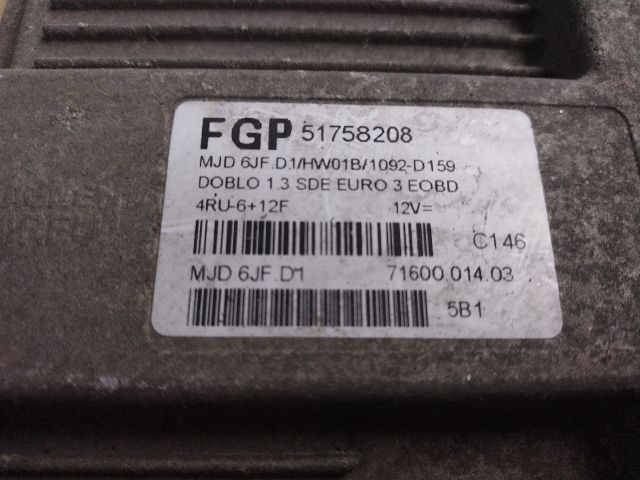 FGP 51758208
MJD 6JF.D1/HW01B/1092-D159
DOBLO 1.3 SDE EURO 3 EOBD
4RU-6+12F 12V=
C146
MJD 6JF.D1 71600.014.03
5B1